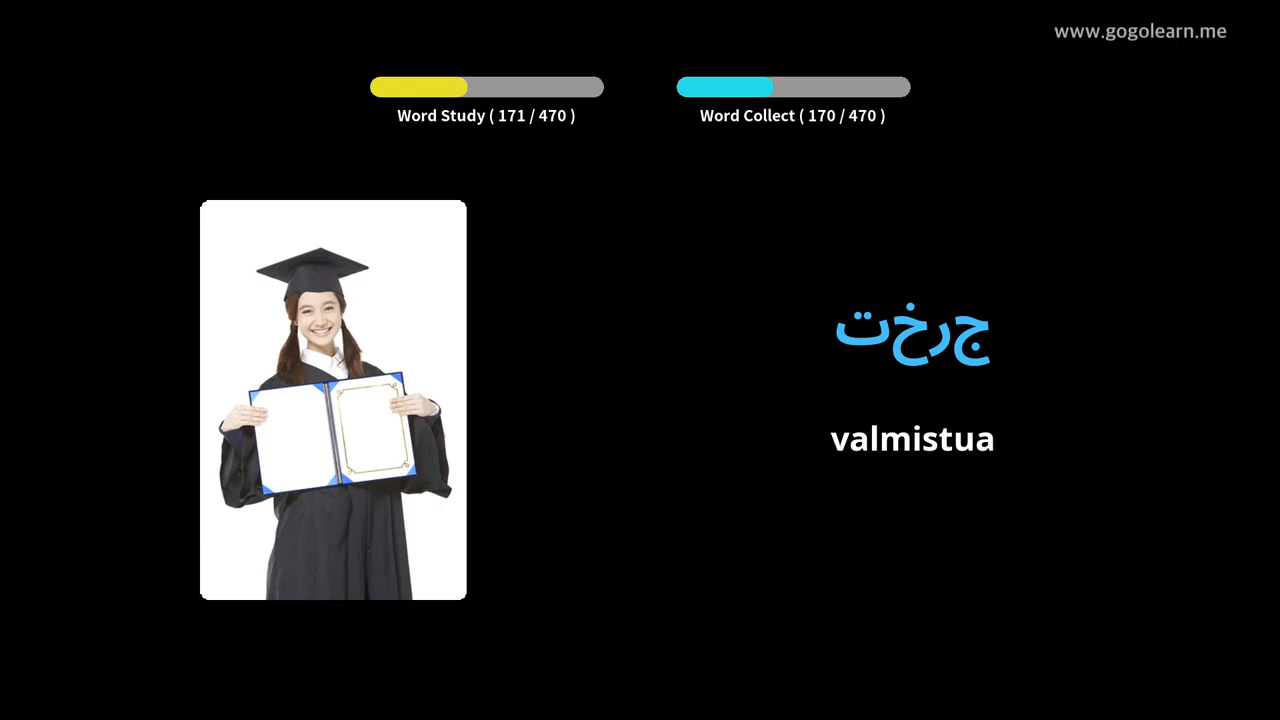 www.gogolearn.me
Word Study ( 171 / 470 )
Word Collect ( 170 / 470 )
تخرج
valmistua